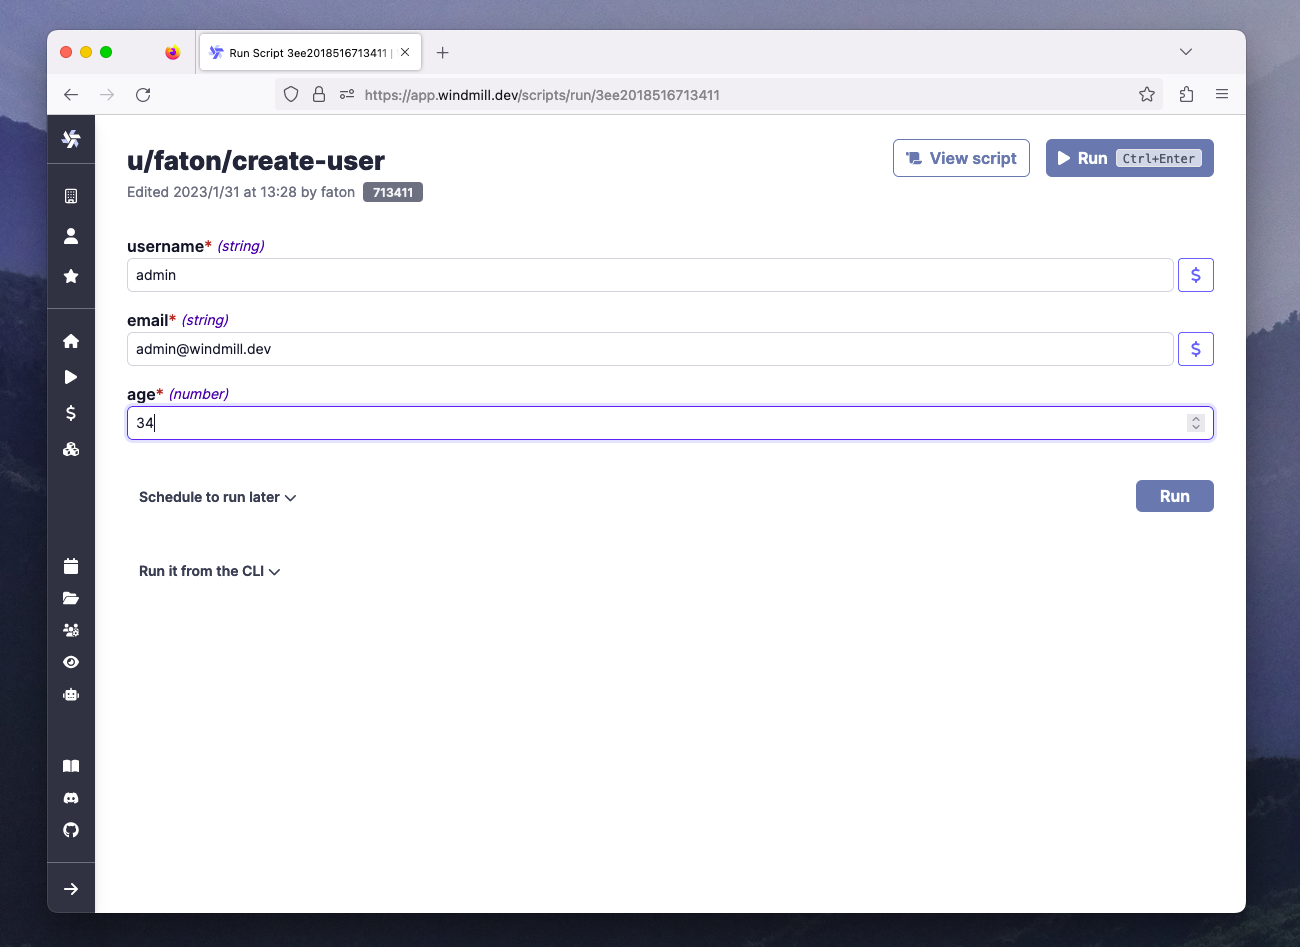 Run Script 3ee2018516713411 |
https://app.windmill.dev/scripts/run/3ee2018516713411
u/faton/create-user
View script
Run Ctrl+Enter
Edited 2023/1/31 at 13:28 by faton 713411
username* (string)
admin
$
email* (string)
admin@windmill.dev
$
age* (number)
34
Schedule to run later
Run
Run it from the CLI